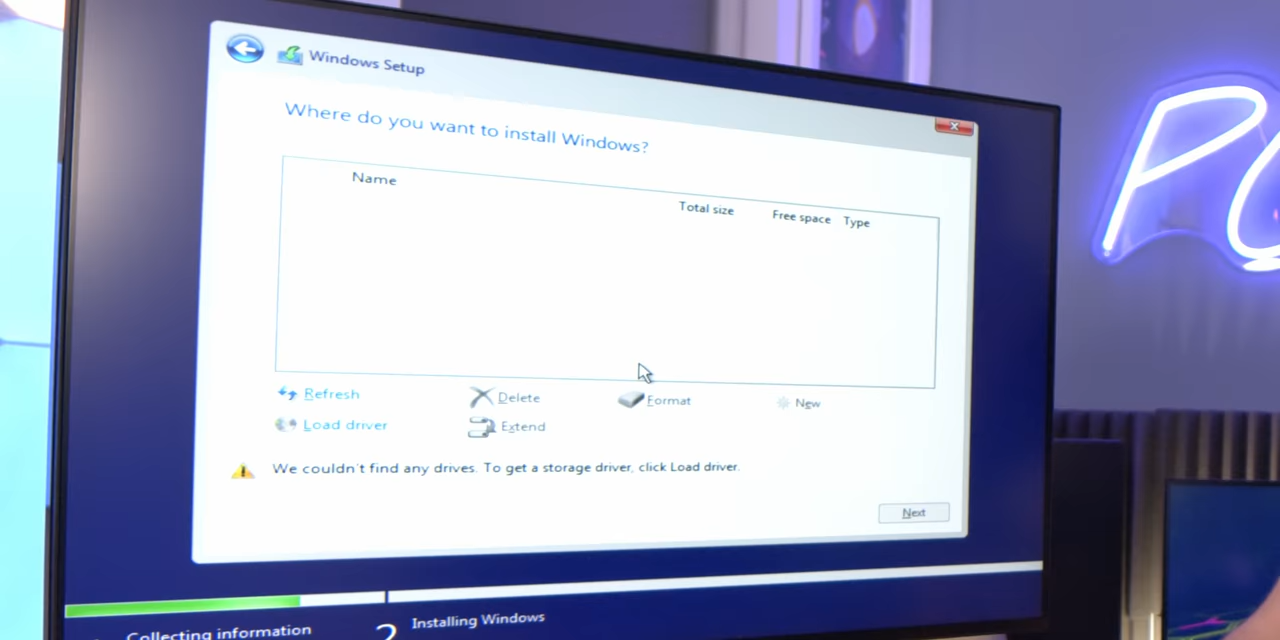 Windows Setup
Where do you want to install Windows?
Name Total size Free space Type
Refresh Delete Format New
Load driver Extend
We couldn't find any drives. To get a storage driver, click Load driver.
Next
Collecting information 2 Installing Windows